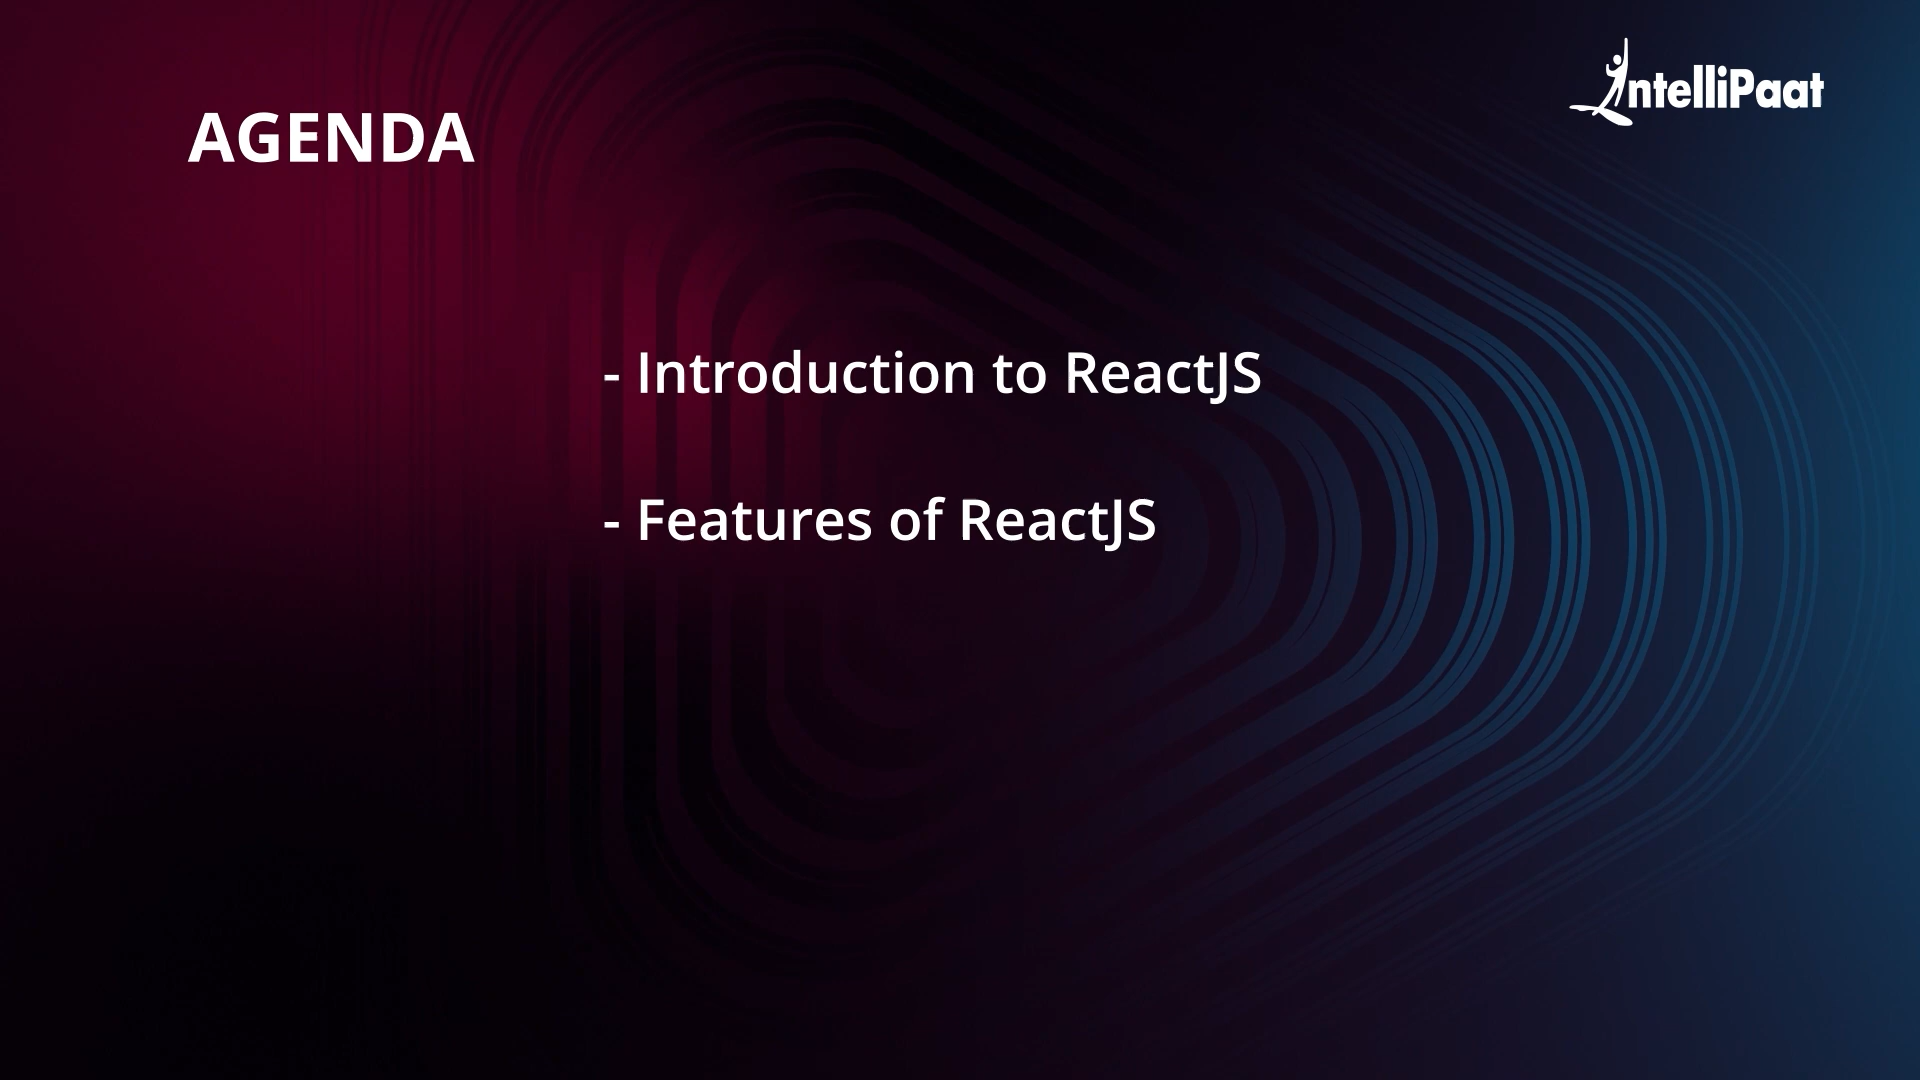 IntelliPaat
AGENDA
- Introduction to ReactJS
- Features of ReactJS